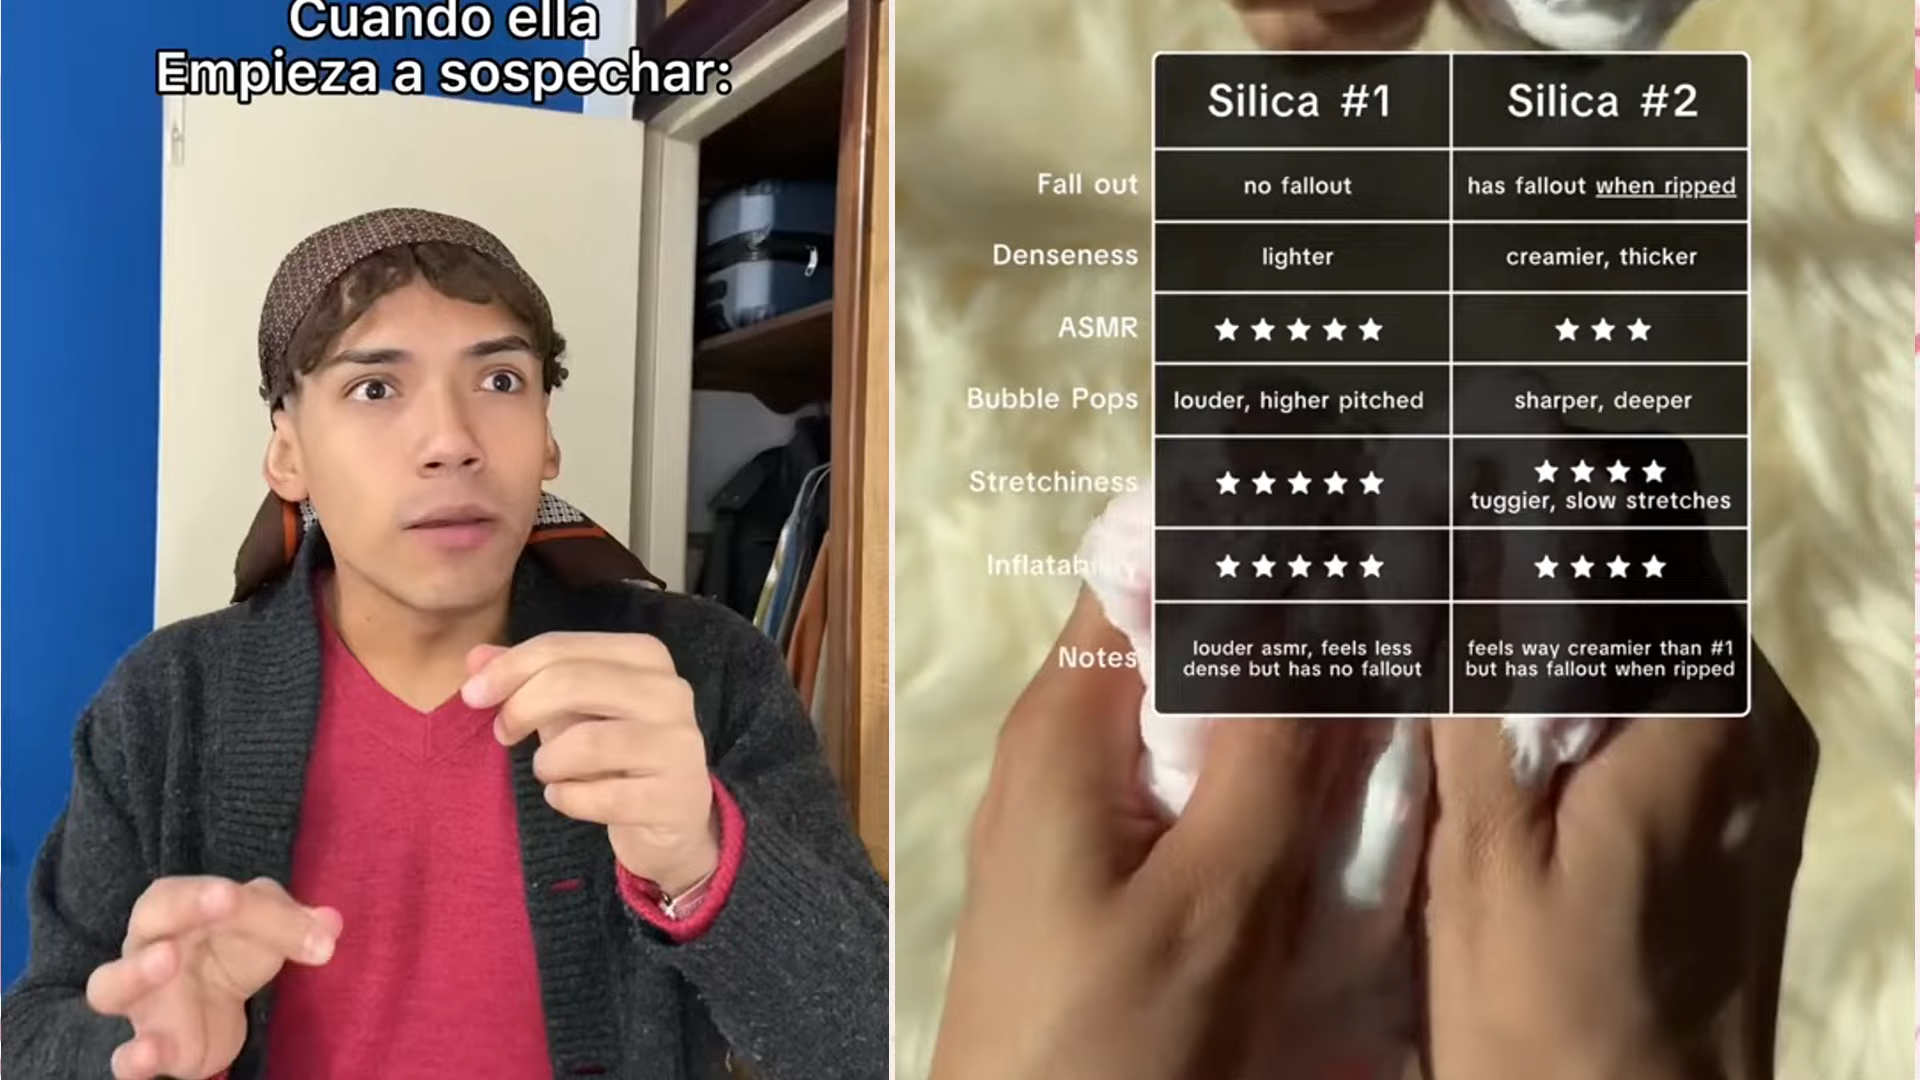 Cuando ella
Empieza a sospechar:
Silica #1 Silica #2
Fall out no fallout has fallout when ripped
Denseness lighter creamier, thicker
ASMR ★★★★★ ★★★
Bubble Pops louder, higher pitched sharper, deeper
Stretchiness ★★★★★ ★★★★
tuggier, slow stretches
Inflatability ★★★★★ ★★★★
Notes louder asmr, feels less
dense but has no fallout
feels way creamier than #1
but has fallout when ripped